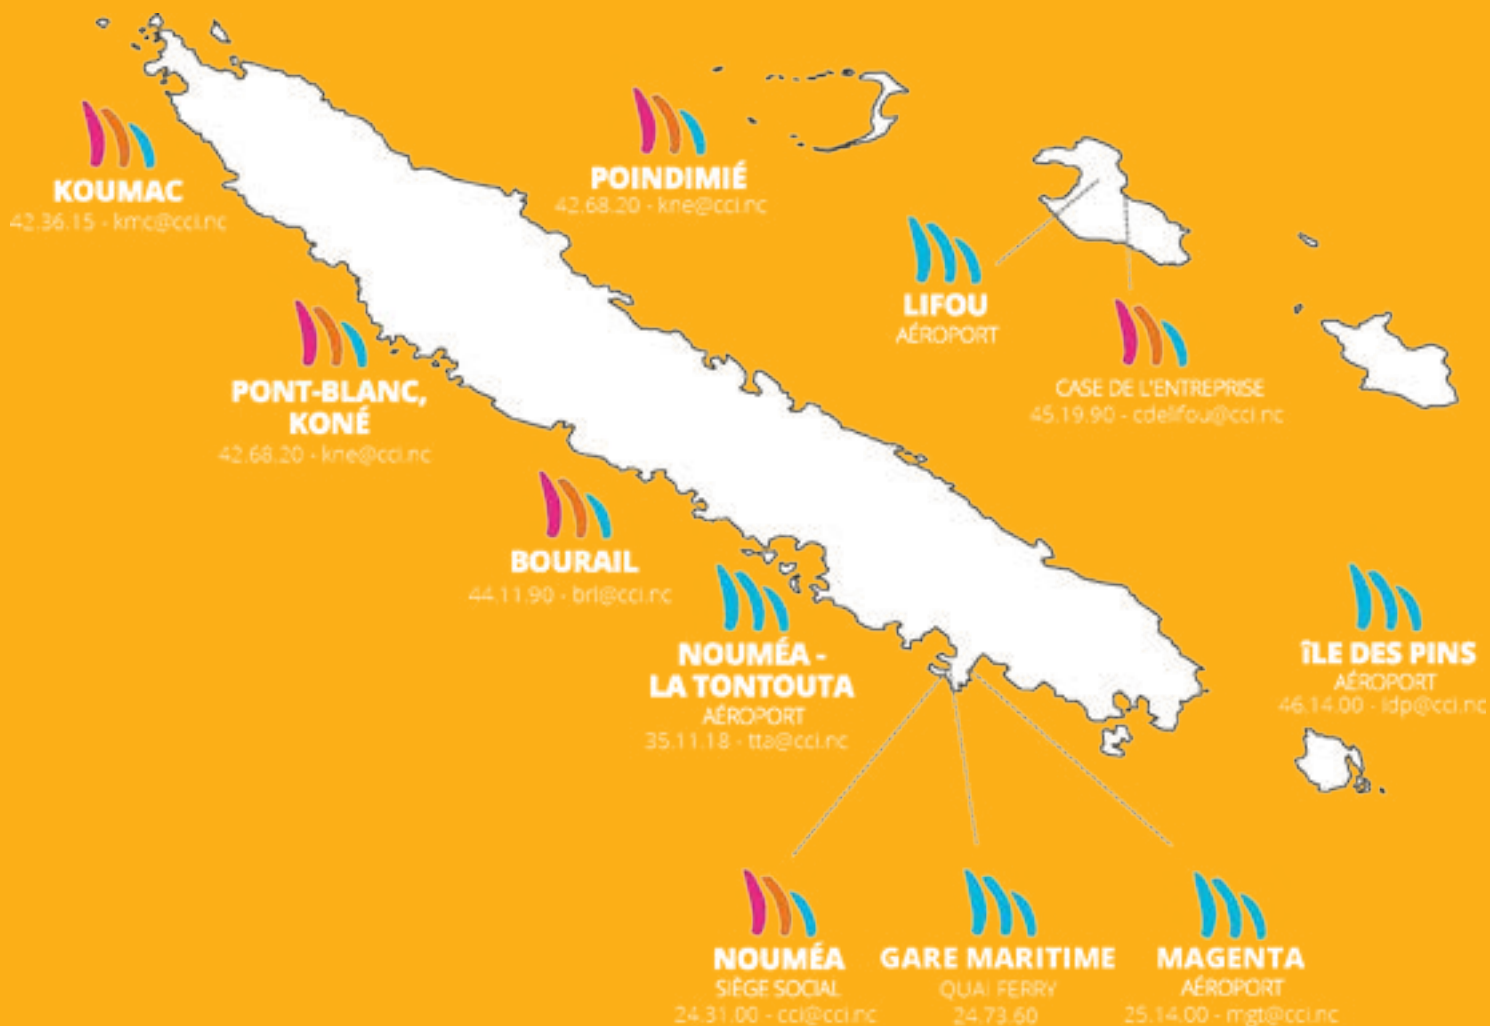 KOUMAC
42.36.15 - kmc@cci.nc
POINDIMIÉ
42.68.20 - kne@cci.nc
LIFOU
AÉROPORT
CASE DE L'ENTREPRISE
45.19.90 - cdelifou@cci.nc
PONT-BLANC,
KONÉ
42.68.20 - kne@cci.nc
BOURAIL
44.11.90 - brl@cci.nc
NOUMÉA -
LA TONTOUTA
AÉROPORT
35.11.18 - tta@cci.nc
ÎLE DES PINS
AÉROPORT
46.14.00 - idp@cci.nc
NOUMÉA
SIÈGE SOCIAL
24.31.00 - cci@cci.nc
GARE MARITIME
QUAI FERRY
24.73.60
MAGENTA
AÉROPORT
25.14.00 - mgt@cci.nc